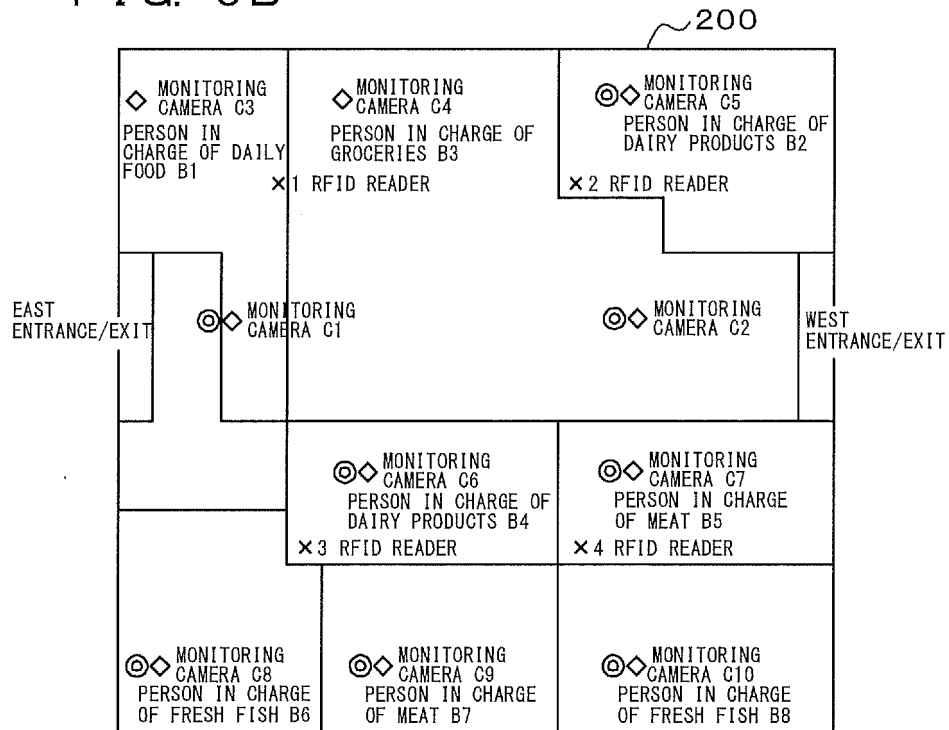 200
MONITORING
CAMERA C3
PERSON IN
CHARGE OF DAILY
FOOD B1
MONITORING
CAMERA C4
PERSON IN CHARGE OF
GROCERIES B3
MONITORING
CAMERA C5
PERSON IN CHARGE OF
DAIRY PRODUCTS B2
×1 RFID READER
×2 RFID READER
EAST
ENTRANCE/EXIT
MONITORING
CAMERA C1
MONITORING
CAMERA C2
WEST
ENTRANCE/EXIT
MONITORING
CAMERA C6
PERSON IN CHARGE OF
DAIRY PRODUCTS B4
×3 RFID READER
MONITORING
CAMERA C7
PERSON IN CHARGE
OF MEAT B5
×4 RFID READER
MONITORING
CAMERA C8
PERSON IN CHARGE
OF FRESH FISH B6
MONITORING
CAMERA C9
PERSON IN CHARGE
OF MEAT B7
MONITORING
CAMERA C10
PERSON IN CHARGE
OF FRESH FISH B8